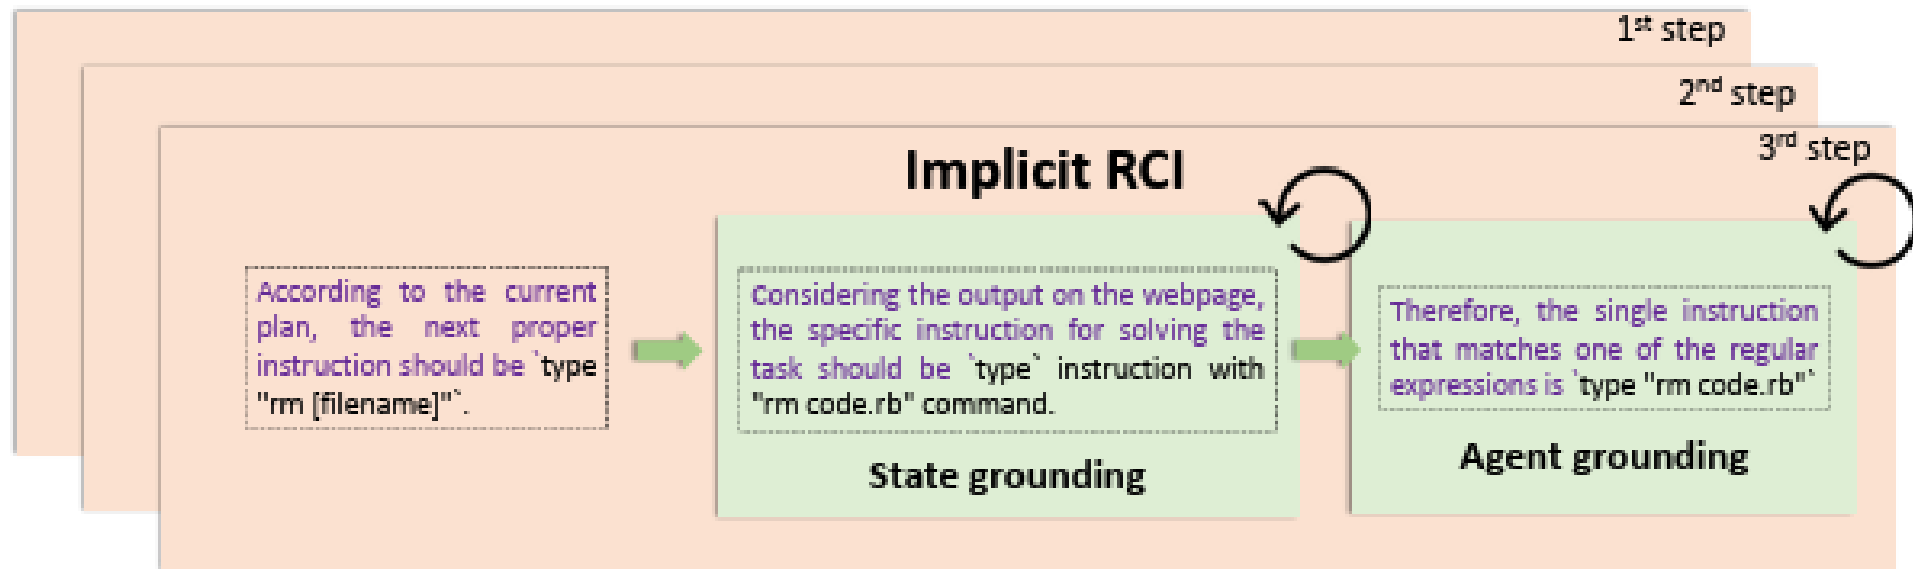 1st step
2nd step
3rd step
Implicit RCI
According to the current
plan, the next proper
instruction should be `type
"rm [filename]"`.
Considering the output on the webpage,
the specific instruction for solving the
task should be `type` instruction with
"rm code.rb" command.
State grounding
Therefore, the single instruction
that matches one of the regular
expressions is `type "rm code.rb"`
Agent grounding